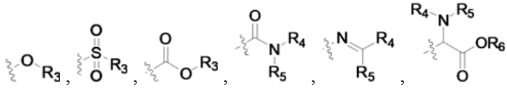 O R₃ ,
O S O R₃ ,
O O R₃ ,
O N R₄ R₅ ,
N R₄ R₅ ,
R₄ N R₅ OR₆ O